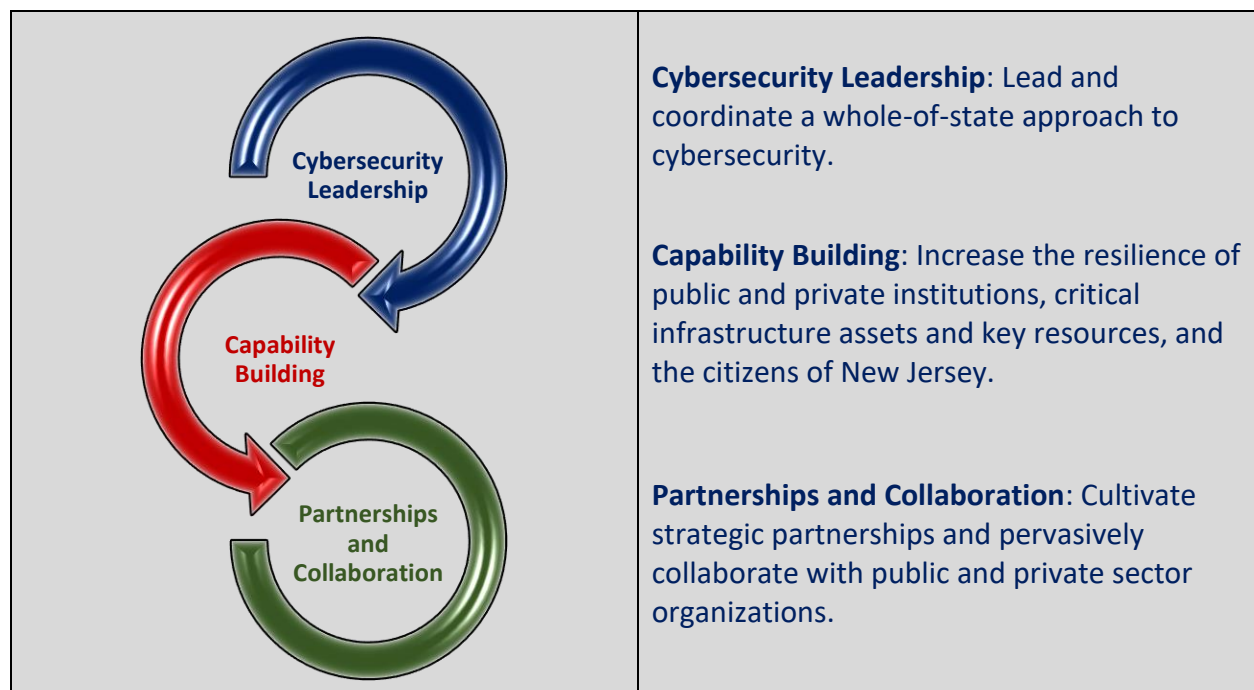 Cybersecurity
Leadership
Capability
Building
Partnerships
and
Collaboration
Cybersecurity Leadership: Lead and
coordinate a whole-of-state approach to
cybersecurity.
Capability Building: Increase the resilience of
public and private institutions, critical
infrastructure assets and key resources, and
the citizens of New Jersey.
Partnerships and Collaboration: Cultivate
strategic partnerships and pervasively
collaborate with public and private sector
organizations.